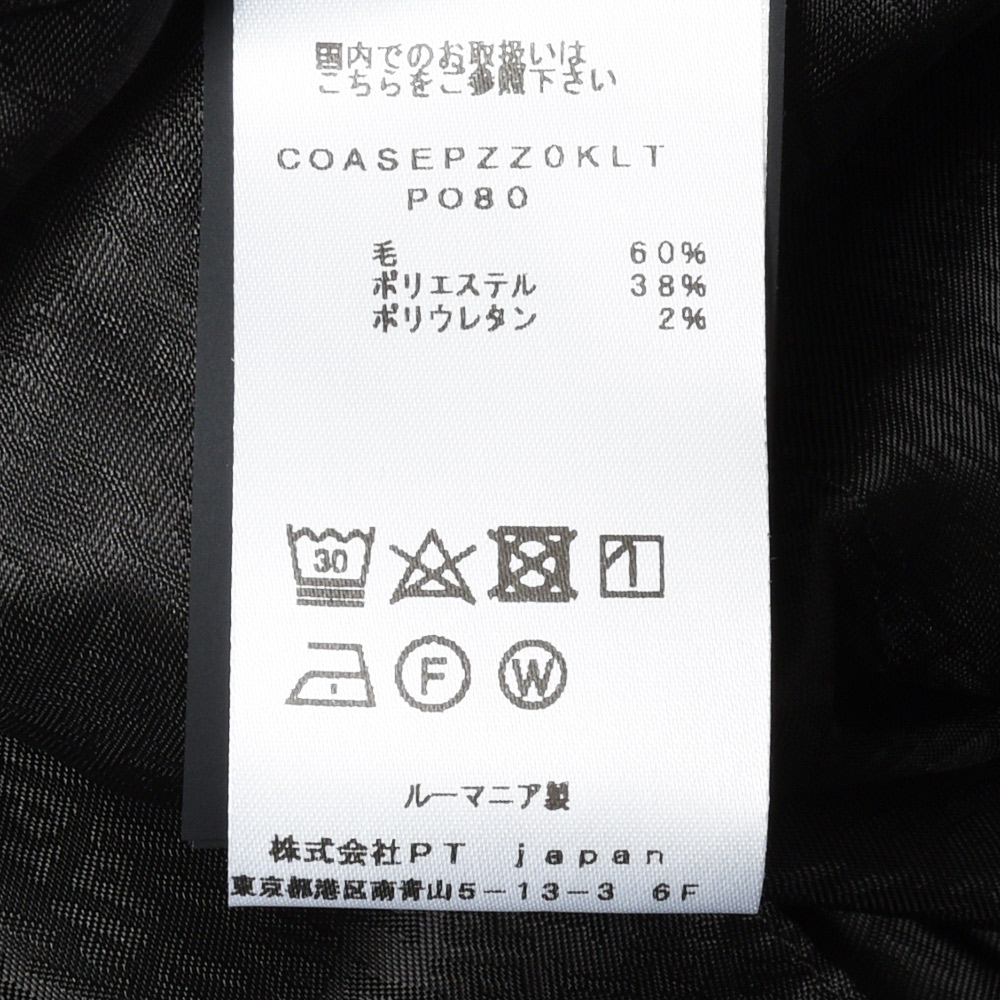 国内でのお取扱いは
こちらをご参照下さい
COASEPZZ0KLT
PO80
毛 60%
ポリエステル 38%
ポリウレタン 2%
30
F W
ルーマニア製
株式会社PT japan
東京都港区南青山5-13-3 6F